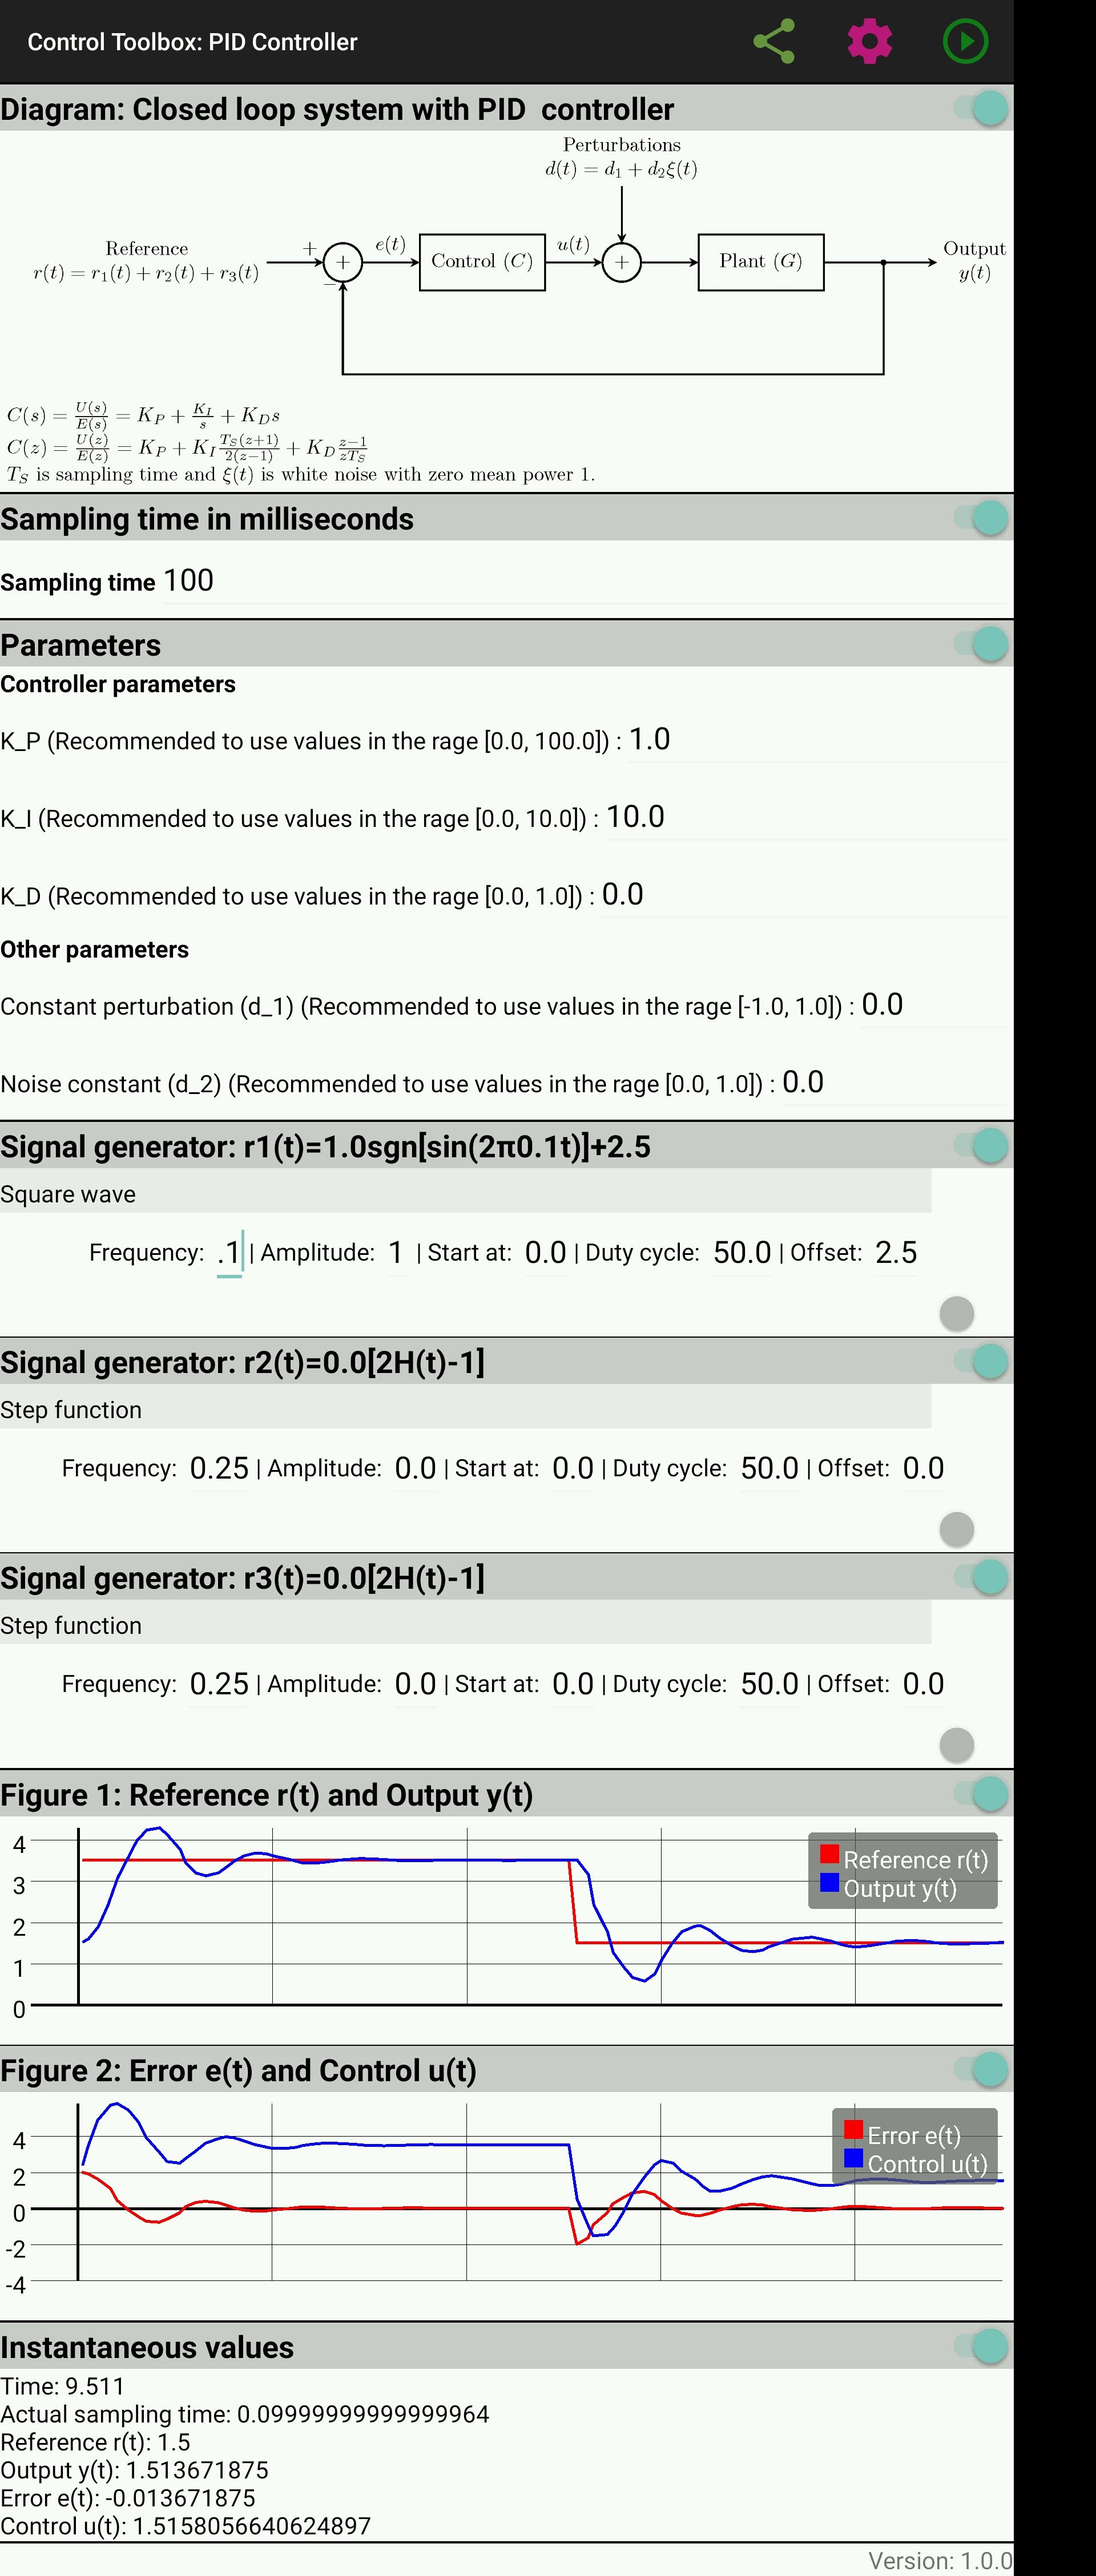 Control Toolbox: PID Controller
Diagram: Closed loop system with PID  controller
Perturbations
d(t) = d₁ + d₂ξ(t)
Reference
r(t) = r₁(t) + r₂(t) + r₃(t)
+
−
+
e(t)
Control (C)
u(t)
+
Plant (G)
Output
y(t)
C(s) = U(s)/E(s) = K_P + K_I/s + K_D s
C(z) = U(z)/E(z) = K_P + K_I T_S(z+1)/2(z−1) + K_D z−1/zT_S
T_S is sampling time and ξ(t) is white noise with zero mean power 1.
Sampling time in milliseconds
Sampling time 100
Parameters
Controller parameters
K_P (Recommended to use values in the rage [0.0, 100.0]) : 1.0
K_I (Recommended to use values in the rage [0.0, 10.0]) : 10.0
K_D (Recommended to use values in the rage [0.0, 1.0]) : 0.0
Other parameters
Constant perturbation (d_1) (Recommended to use values in the rage [-1.0, 1.0]) : 0.0
Noise constant (d_2) (Recommended to use values in the rage [0.0, 1.0]) : 0.0
Signal generator: r1(t)=1.0sgn[sin(2π0.1t)]+2.5
Square wave
Frequency: .1 | Amplitude: 1 | Start at: 0.0 | Duty cycle: 50.0 | Offset: 2.5
Signal generator: r2(t)=0.0[2H(t)-1]
Step function
Frequency: 0.25 | Amplitude: 0.0 | Start at: 0.0 | Duty cycle: 50.0 | Offset: 0.0
Signal generator: r3(t)=0.0[2H(t)-1]
Step function
Frequency: 0.25 | Amplitude: 0.0 | Start at: 0.0 | Duty cycle: 50.0 | Offset: 0.0
Figure 1: Reference r(t) and Output y(t)
4
3
2
1
0
Reference r(t)
Output y(t)
Figure 2: Error e(t) and Control u(t)
4
2
0
-2
-4
Error e(t)
Control u(t)
Instantaneous values
Time: 9.511
Actual sampling time: 0.09999999999999964
Reference r(t): 1.5
Output y(t): 1.513671875
Error e(t): -0.013671875
Control u(t): 1.5158056640624897
Version: 1.0.0